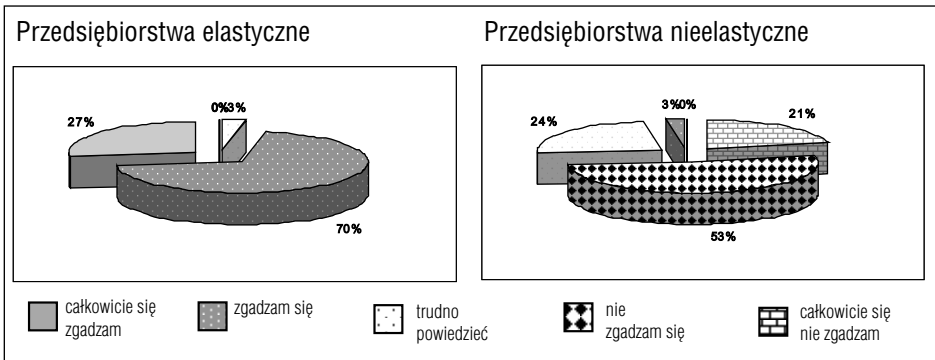 Przedsiębiorstwa elastyczne
Przedsiębiorstwa nieelastyczne
27%
0%3%
70%
24%
3%0%
21%
53%
całkowicie się
zgadzam
zgadzam się
trudno
powiedzieć
nie
zgadzam się
całkowicie się
nie zgadzam